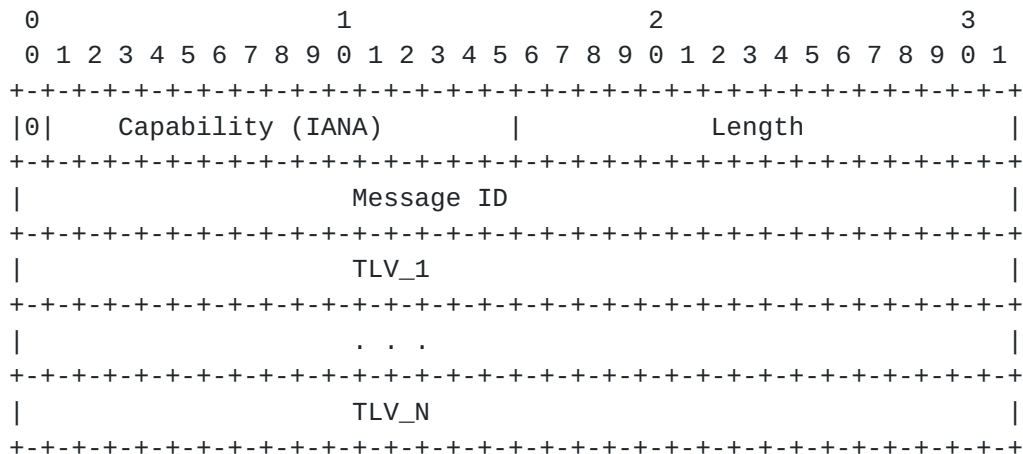 0                   1                   2                   3
 0 1 2 3 4 5 6 7 8 9 0 1 2 3 4 5 6 7 8 9 0 1 2 3 4 5 6 7 8 9 0 1
+-+-+-+-+-+-+-+-+-+-+-+-+-+-+-+-+-+-+-+-+-+-+-+-+-+-+-+-+-+-+-+-+
|0|    Capability (IANA)        |            Length             |
+-+-+-+-+-+-+-+-+-+-+-+-+-+-+-+-+-+-+-+-+-+-+-+-+-+-+-+-+-+-+-+-+
|                     Message ID                                |
+-+-+-+-+-+-+-+-+-+-+-+-+-+-+-+-+-+-+-+-+-+-+-+-+-+-+-+-+-+-+-+-+
|                     TLV_1                                     |
+-+-+-+-+-+-+-+-+-+-+-+-+-+-+-+-+-+-+-+-+-+-+-+-+-+-+-+-+-+-+-+-+
|                     . . .                                     |
+-+-+-+-+-+-+-+-+-+-+-+-+-+-+-+-+-+-+-+-+-+-+-+-+-+-+-+-+-+-+-+-+
|                     TLV_N                                     |
+-+-+-+-+-+-+-+-+-+-+-+-+-+-+-+-+-+-+-+-+-+-+-+-+-+-+-+-+-+-+-+-+